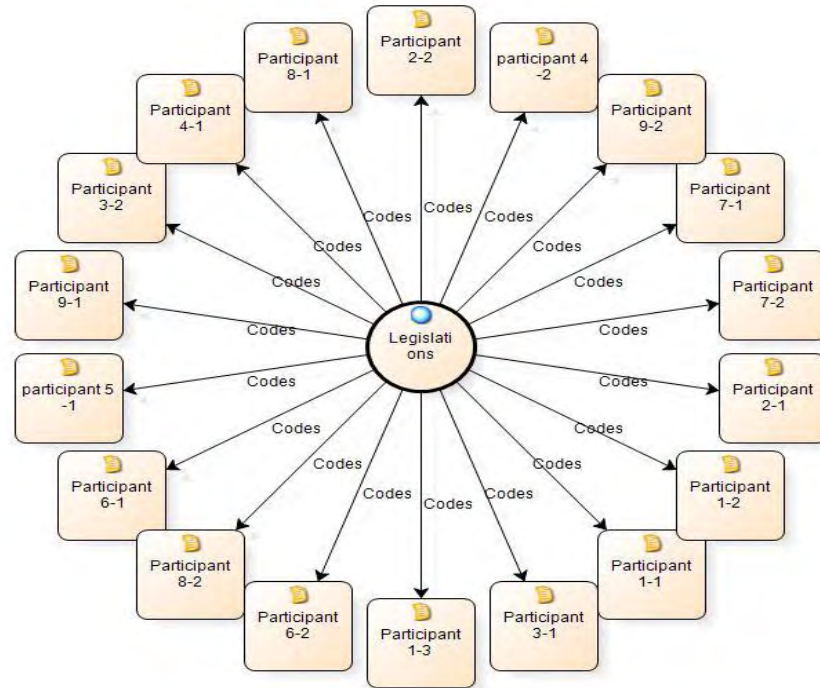 Participant
2-2
Participant
8-1
participant 4
-2
Participant
4-1
Participant
9-2
Participant
3-2
Participant
7-1
Codes
Codes
Codes
Codes
Codes
Codes
Codes
Participant
9-1
Participant
7-2
Codes
Codes
Legislati
ons
participant 5
-1
Participant
2-1
Codes
Codes
Codes
Codes
Codes
Codes
Codes
Codes
Codes
Participant
6-1
Participant
1-2
Participant
8-2
Participant
1-1
Participant
6-2
Participant
1-3
Participant
3-1